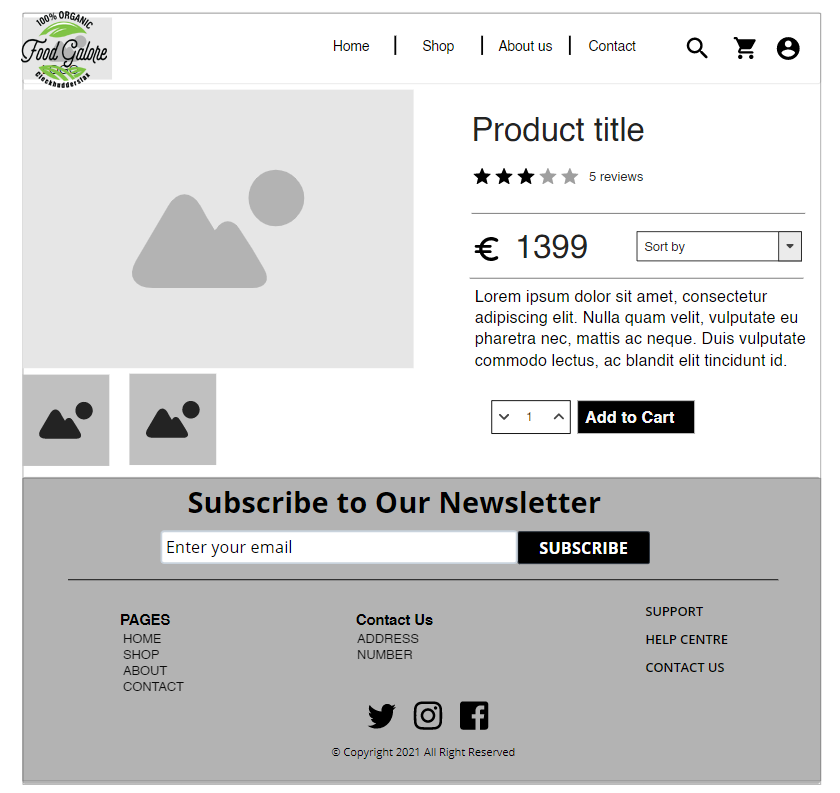 100% ORGANIC
Food Galore
Clackhuddersfax
Home | Shop | About us | Contact
Product title
5 reviews
€ 1399 Sort by
Lorem ipsum dolor sit amet, consectetur
adipiscing elit. Nulla quam velit, vulputate eu
pharetra nec, mattis ac neque. Duis vulputate
commodo lectus, ac blandit elit tincidunt id.
1 Add to Cart
Subscribe to Our Newsletter
Enter your email SUBSCRIBE
PAGES
HOME
SHOP
ABOUT
CONTACT
Contact Us
ADDRESS
NUMBER
SUPPORT
HELP CENTRE
CONTACT US
© Copyright 2021 All Right Reserved